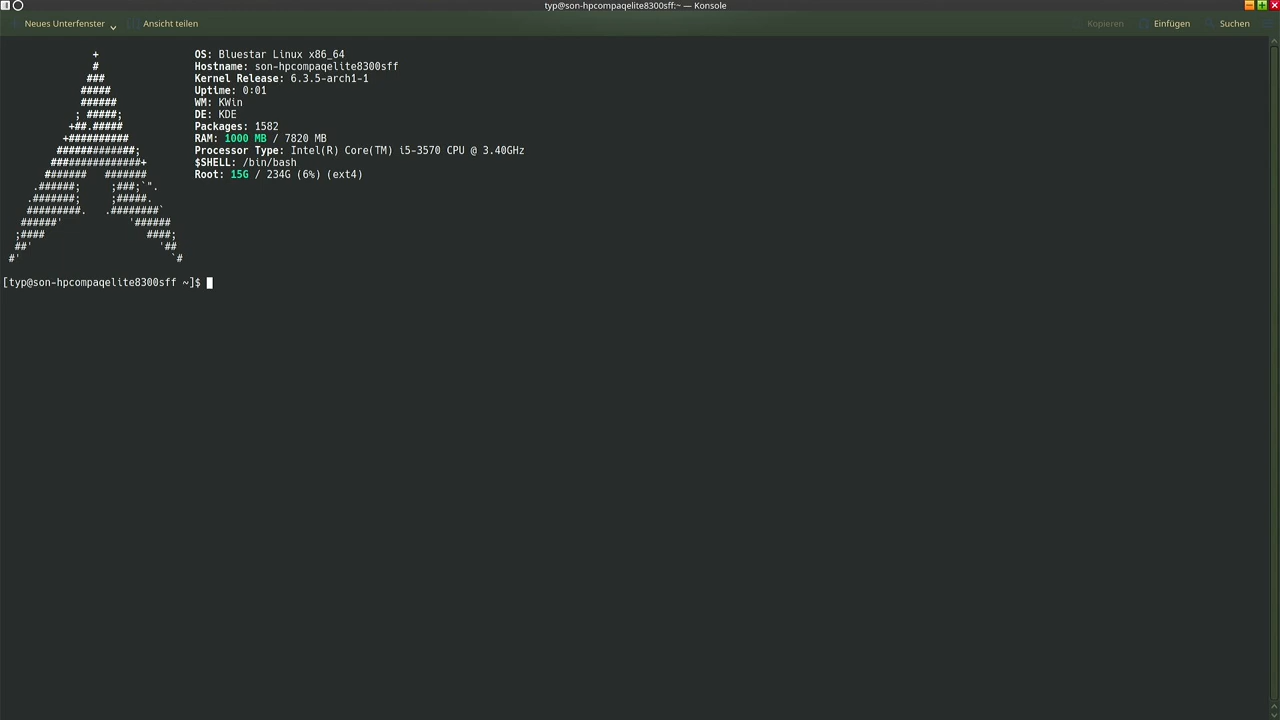 typ@son-hpcompaqelite8300sff:~ — Konsole
Neues Unterfenster
Ansicht teilen
Kopieren
Einfügen
Suchen
+
#
###
#####
######
; #####;
+##.#####
+##########
#############;
###############+
#######   #######
.######;     ;###;`".
.#######;     ;#####.
#########.   .########`
######'           '######
;####                 ####;
##'                     '##
#'                         `#
OS: Bluestar Linux x86_64
Hostname: son-hpcompaqelite8300sff
Kernel Release: 6.3.5-arch1-1
Uptime: 0:01
WM: KWin
DE: KDE
Packages: 1582
RAM: 1000 MB / 7820 MB
Processor Type: Intel(R) Core(TM) i5-3570 CPU @ 3.40GHz
$SHELL: /bin/bash
Root: 15G / 234G (6%) (ext4)
[typ@son-hpcompaqelite8300sff ~]$